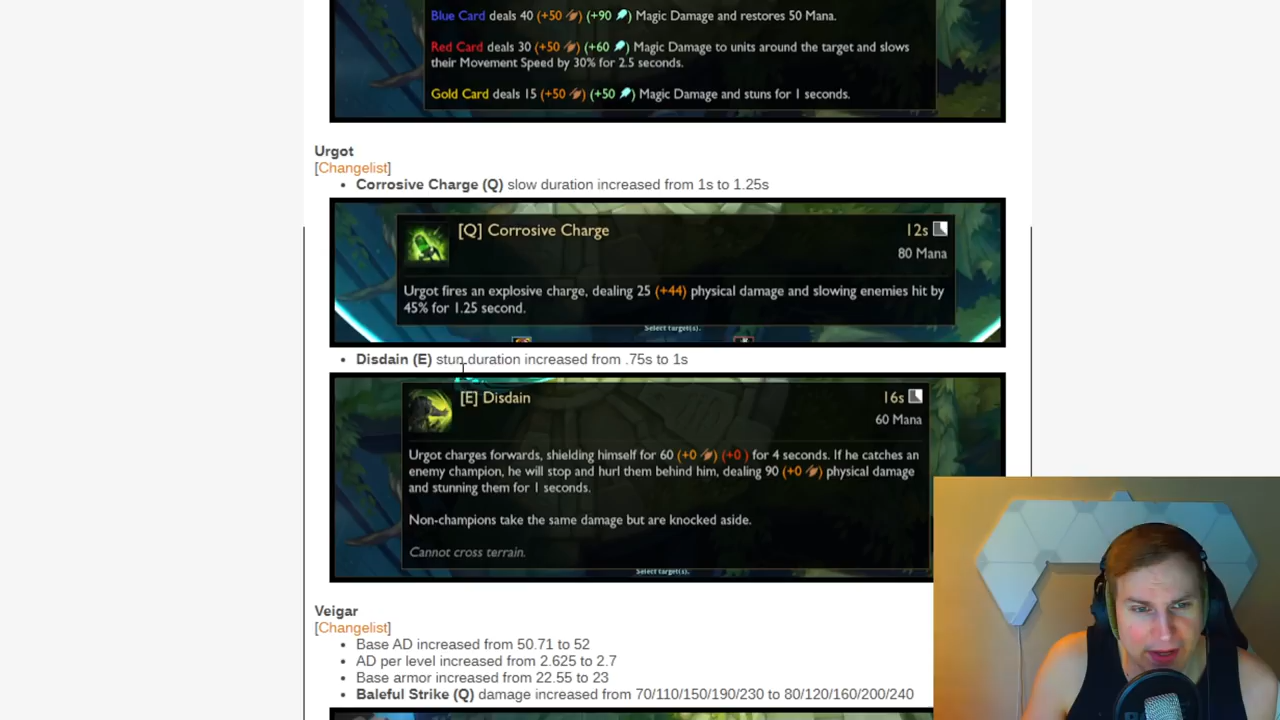 Blue Card deals 40 (+50 ) (+90 ) Magic Damage and restores 50 Mana.
Red Card deals 30 (+50 ) (+60 ) Magic Damage to units around the target and slows
their Movement Speed by 30% for 2.5 seconds.
Gold Card deals 15 (+50 ) (+50 ) Magic Damage and stuns for 1 seconds.
Urgot
[Changelist]
• Corrosive Charge (Q) slow duration increased from 1s to 1.25s
[Q] Corrosive Charge 12s
80 Mana
Urgot fires an explosive charge, dealing 25 (+44) physical damage and slowing enemies hit by
45% for 1.25 second.
Select target(s).
• Disdain (E) stun duration increased from .75s to 1s
[E] Disdain 16s
60 Mana
Urgot charges forwards, shielding himself for 60 (+0 ) (+0 ) for 4 seconds. If he catches an
enemy champion, he will stop and hurl them behind him, dealing 90 (+0 ) physical damage
and stunning them for 1 seconds.
Non-champions take the same damage but are knocked aside.
Cannot cross terrain.
Select target(s).
Veigar
[Changelist]
• Base AD increased from 50.71 to 52
• AD per level increased from 2.625 to 2.7
• Base armor increased from 22.55 to 23
• Baleful Strike (Q) damage increased from 70/110/150/190/230 to 80/120/160/200/240